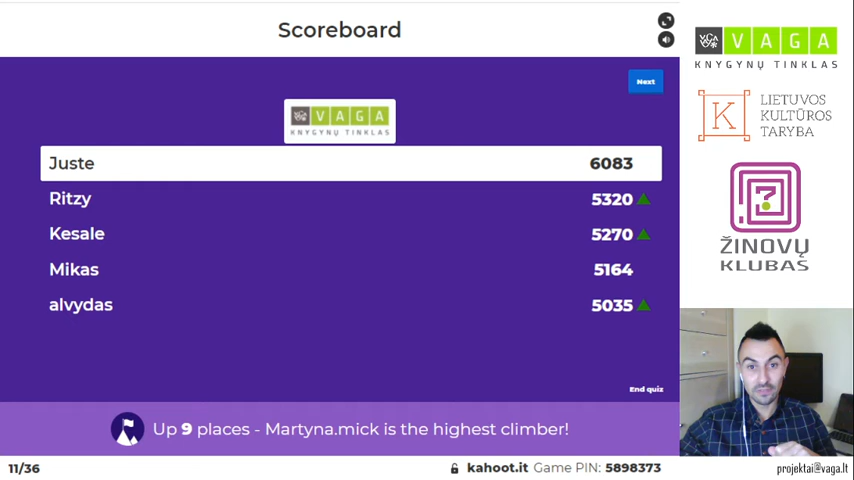 Scoreboard
Next
VAGA
KNYGYNŲ TINKLAS
Juste 6083
Ritzy 5320
Kesale 5270
Mikas 5164
alvydas 5035
End quiz
Up 9 places - Martyna.mick is the highest climber!
11/36
kahoot.it Game PIN: 5898373
VAGA
KNYGYNŲ TINKLAS
K
LIETUVOS
KULTŪROS
TARYBA
?
ŽINOVŲ
KLUBAS
projektai@vaga.lt